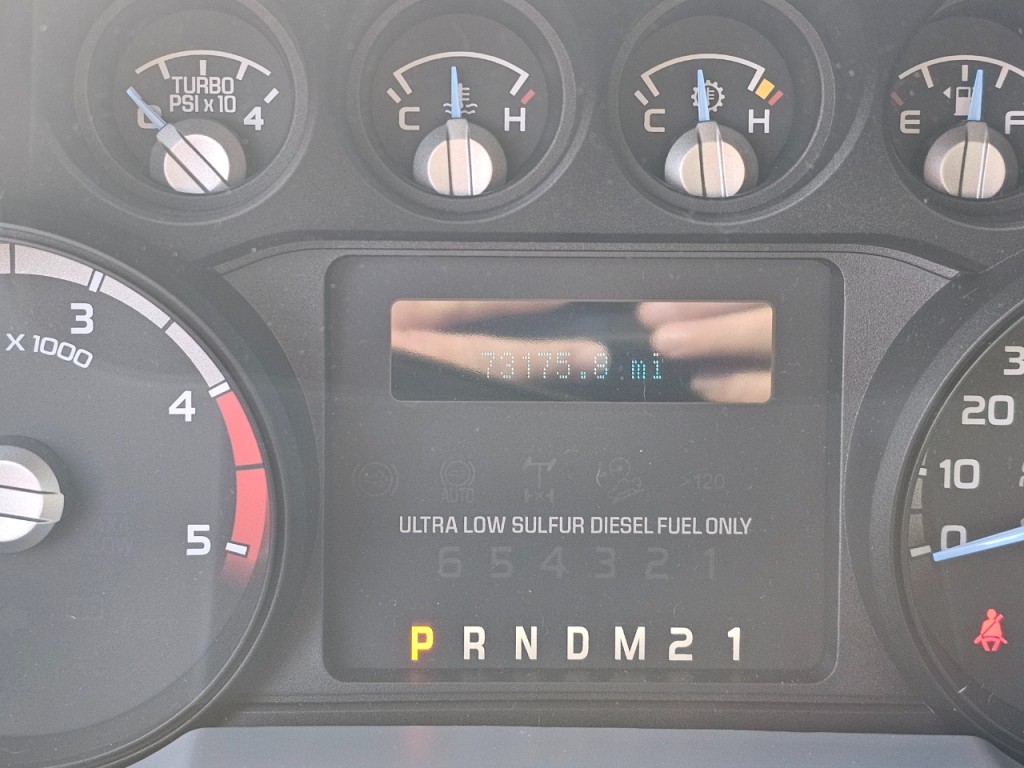 TURBO
PSI x 10
0 4
C H
C H
E F
3
X 1000
4
5
73175.8 mi
AUTO
>120
ULTRA LOW SULFUR DIESEL FUEL ONLY
6 5 4 3 2 1
P R N D M 2 1
20
10
0